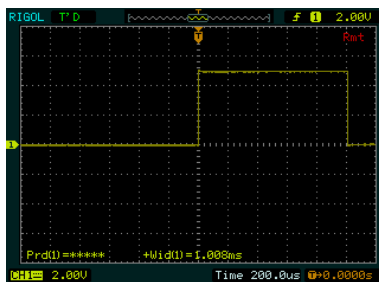 RIGOL T'D 1 2.00V
T
Rmt
1
Prd(1)=***** +Wid(1)=1.008ms
CH1 2.00V Time 200.0us T→0.0000s